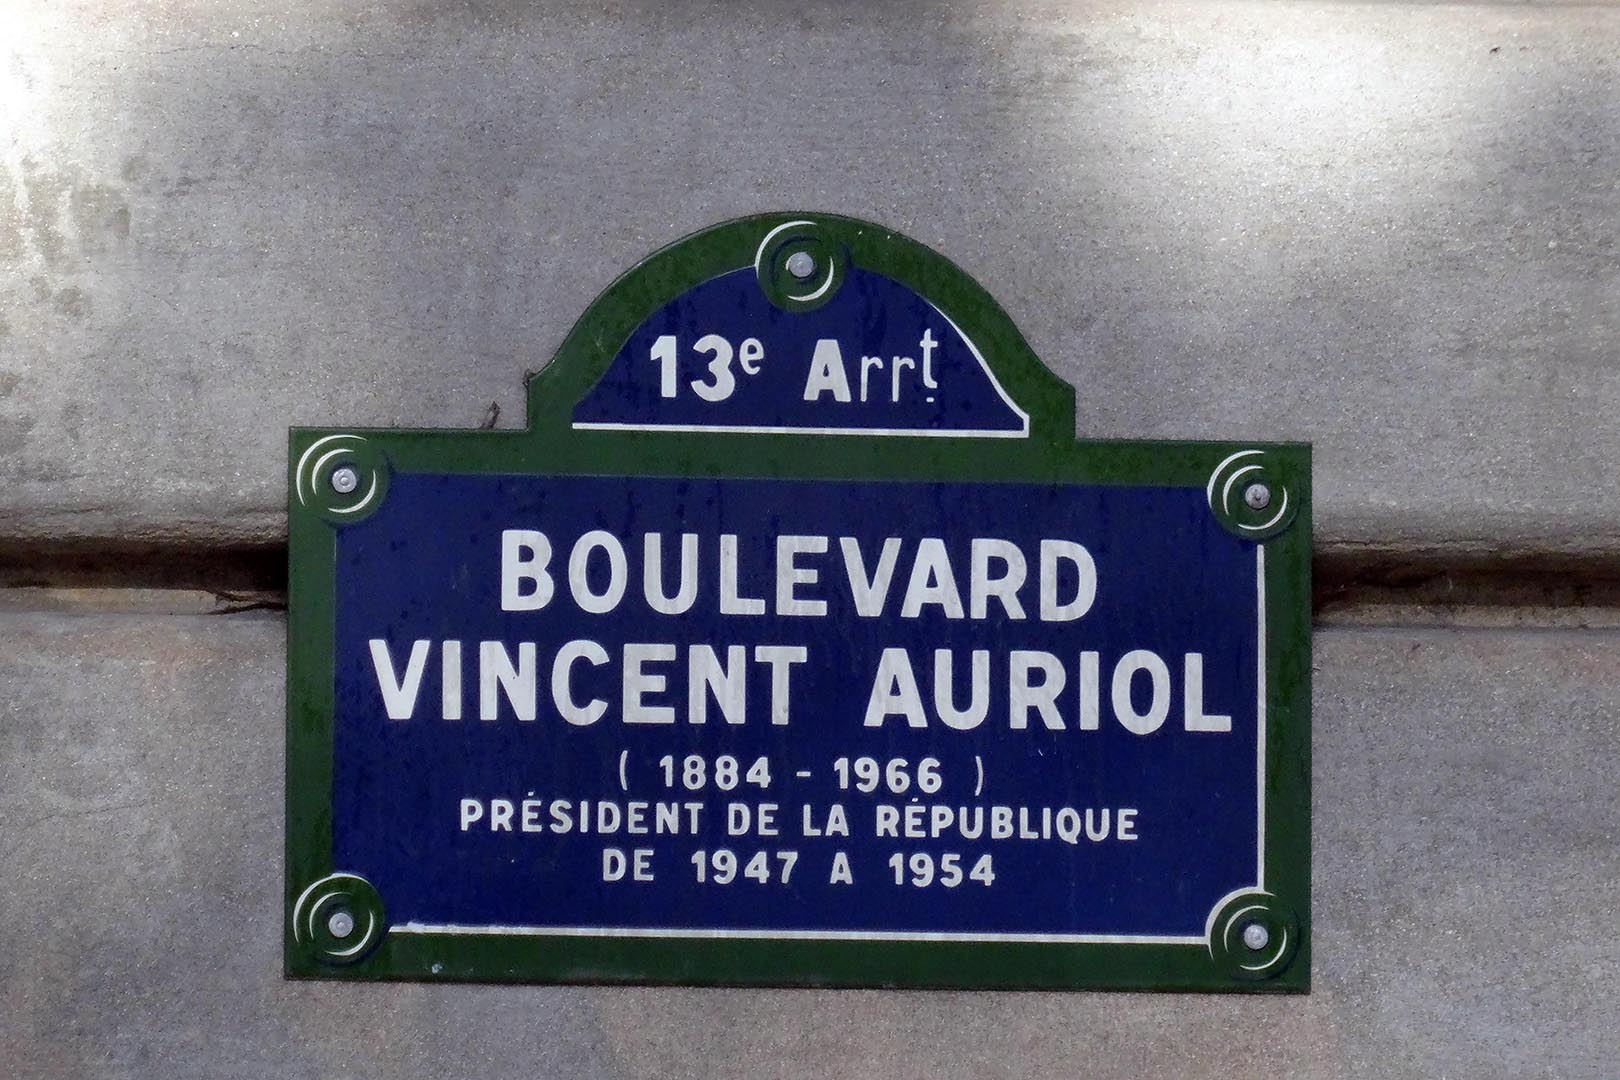 13e Arrt.
BOULEVARD
VINCENT AURIOL
( 1884 - 1966 )
PRÉSIDENT DE LA RÉPUBLIQUE
DE 1947 A 1954